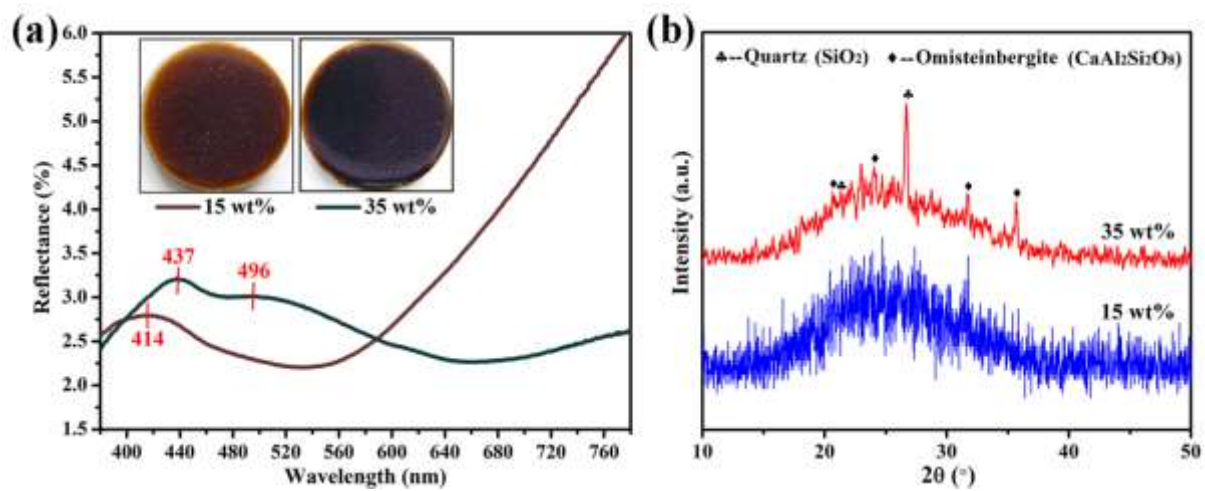 (a)
6.0
5.5
5.0
4.5
4.0
3.5
3.0
2.5
2.0
1.5
Reflectance (%)
15 wt%
35 wt%
437
496
414
400 440 480 520 560 600 640 680 720 760
Wavelength (nm)
(b)
♣--Quartz (SiO₂) ♦--Omisteinbergite (CaAl₂Si₂O₈)
Intensity (a.u.)
35 wt%
15 wt%
10 20 30 40 50
2θ (°)